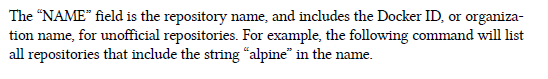 The “NAME” field is the repository name, and includes the Docker ID, or organiza-
tion name, for unofficial repositories. For example, the following command will list
all repositories that include the string “alpine” in the name.